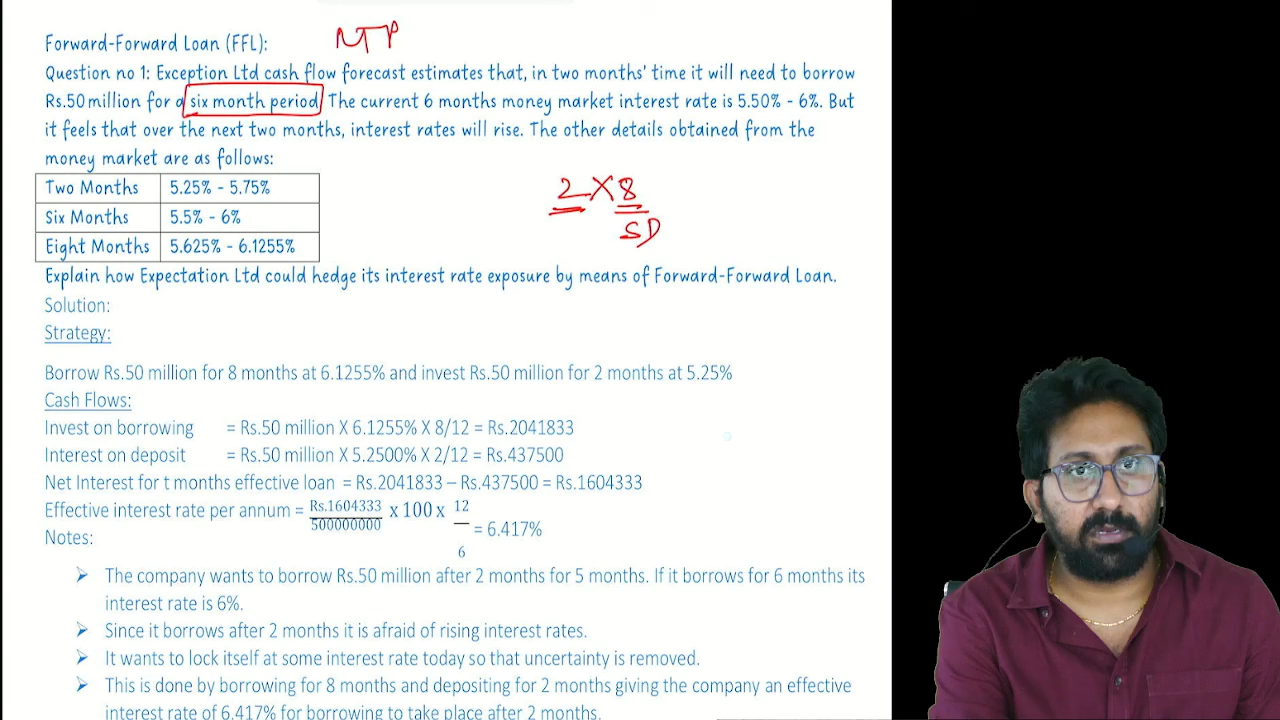 Forward-Forward Loan (FFL):
NTP
Question no 1: Exception Ltd cash flow forecast estimates that, in two months' time it will need to borrow
Rs.50 million for a six month period. The current 6 months money market interest rate is 5.50% - 6%. But
it feels that over the next two months, interest rates will rise. The other details obtained from the
money market are as follows:
Two Months 5.25% - 5.75%
Six Months 5.5% - 6%
Eight Months 5.625% - 6.1255%
2 X 8
SD
Explain how Expectation Ltd could hedge its interest rate exposure by means of Forward-Forward Loan.
Solution:
Strategy:
Borrow Rs.50 million for 8 months at 6.1255% and invest Rs.50 million for 2 months at 5.25%
Cash Flows:
Invest on borrowing = Rs.50 million X 6.1255% X 8/12 = Rs.2041833
Interest on deposit = Rs.50 million X 5.2500% X 2/12 = Rs.437500
Net Interest for t months effective loan = Rs.2041833 – Rs.437500 = Rs.1604333
Effective interest rate per annum = Rs.1604333/500000000 x 100 x 12/6 = 6.417%
Notes:
➢ The company wants to borrow Rs.50 million after 2 months for 5 months. If it borrows for 6 months its
interest rate is 6%.
➢ Since it borrows after 2 months it is afraid of rising interest rates.
➢ It wants to lock itself at some interest rate today so that uncertainty is removed.
➢ This is done by borrowing for 8 months and depositing for 2 months giving the company an effective
interest rate of 6.417% for borrowing to take place after 2 months.